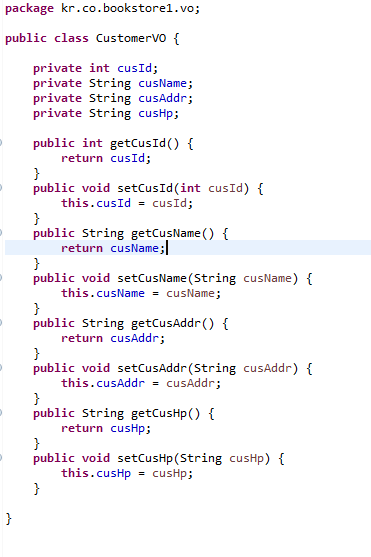 package kr.co.bookstore1.vo;
public class CustomerVO {
private int cusId;
private String cusName;
private String cusAddr;
private String cusHp;
public int getCusId() {
return cusId;
}
public void setCusId(int cusId) {
this.cusId = cusId;
}
public String getCusName() {
return cusName;
}
public void setCusName(String cusName) {
this.cusName = cusName;
}
public String getCusAddr() {
return cusAddr;
}
public void setCusAddr(String cusAddr) {
this.cusAddr = cusAddr;
}
public String getCusHp() {
return cusHp;
}
public void setCusHp(String cusHp) {
this.cusHp = cusHp;
}
}